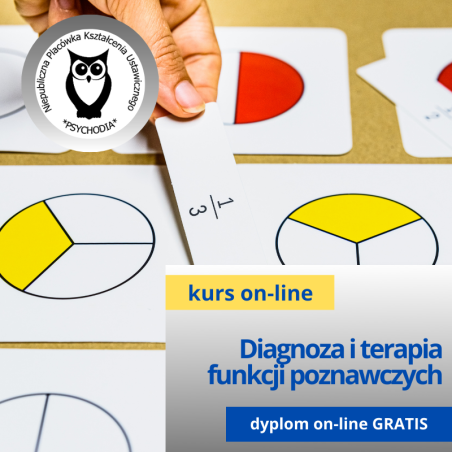 Niepubliczna Placówka Kształcenia Ustawicznego
*PSYCHODIA*
1/3
kurs on-line
Diagnoza i terapia
funkcji poznawczych
dyplom on-line GRATIS